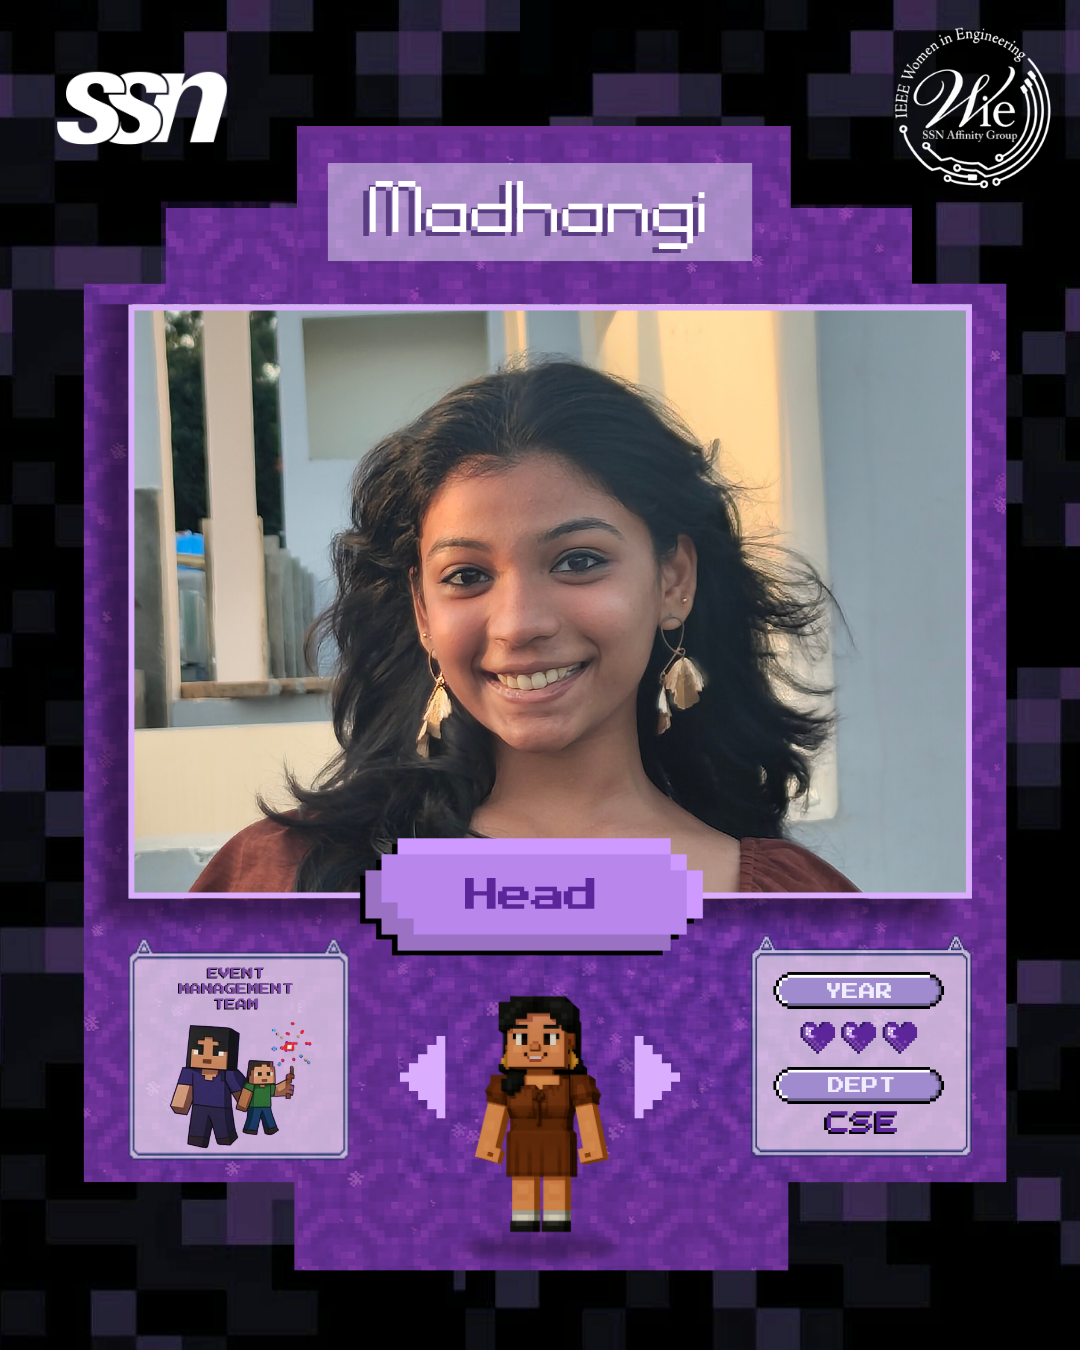 ssn
IEEE Women in Engineering
Wie
SSN Affinity Group
Madhangi
Head
EVENT
MANAGEMENT
TEAM
YEAR
DEPT
CSE